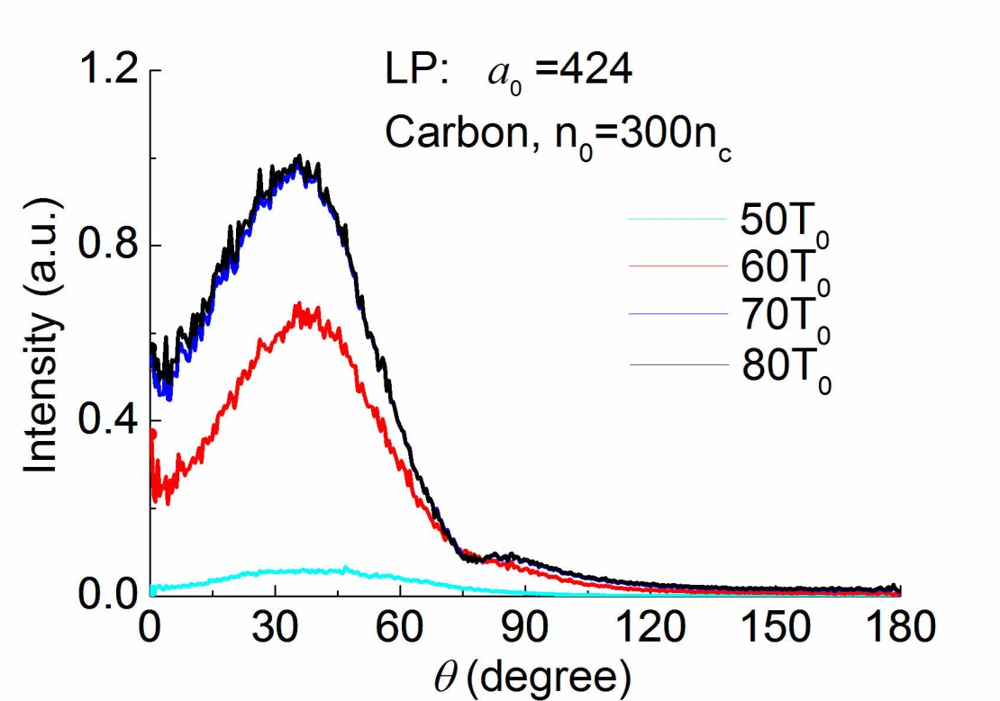 LP: a₀ =424
Carbon, n₀=300n꜀
50T₀
60T₀
70T₀
80T₀
Intensity (a.u.)
1.2
0.8
0.4
0.0
0 30 60 90 120 150 180
θ (degree)